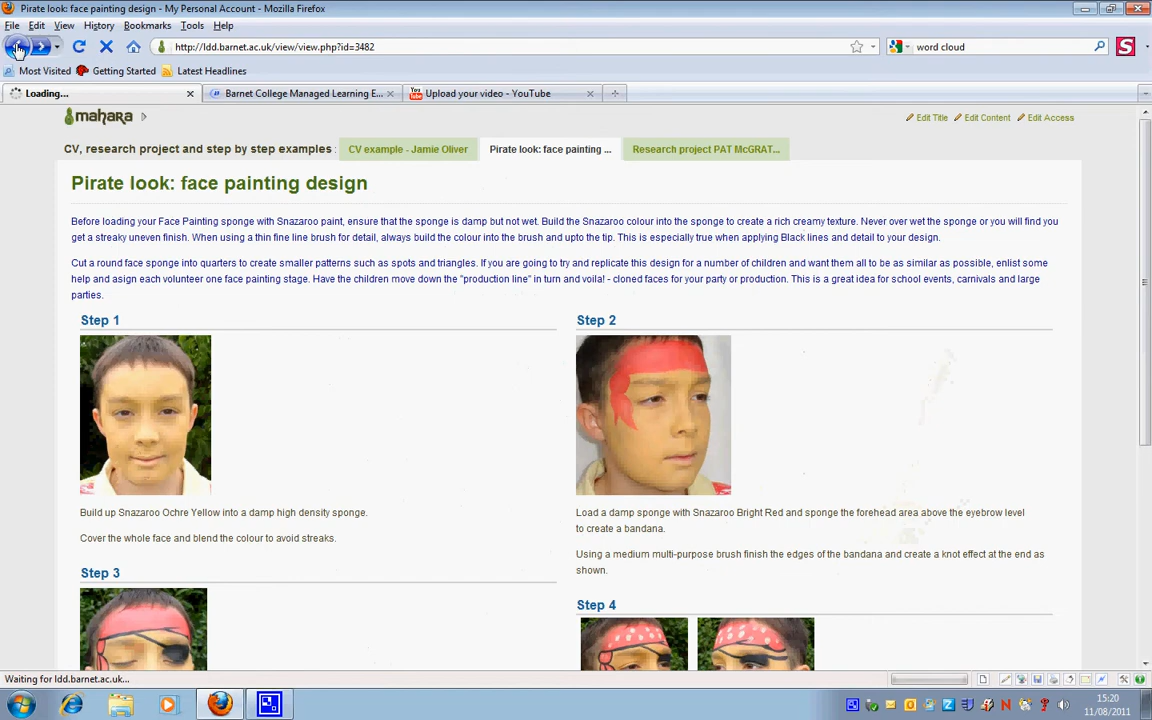 Pirate look: face painting design - My Personal Account - Mozilla Firefox
File Edit View History Bookmarks Tools Help
http://ldd.barnet.ac.uk/view/view.php?id=3482
word cloud
Most Visited Getting Started Latest Headlines
Loading...
Barnet College Managed Learning E...
Upload your video - YouTube
mahara
Edit Title Edit Content Edit Access
CV, research project and step by step examples :
CV example - Jamie Oliver
Pirate look: face painting ...
Research project PAT McGRAT...
Pirate look: face painting design
Before loading your Face Painting sponge with Snazaroo paint, ensure that the sponge is damp but not wet. Build the Snazaroo colour into the sponge to create a rich creamy texture. Never over wet the sponge or you will find you
get a streaky uneven finish. When using a thin fine line brush for detail, always build the colour into the brush and upto the tip. This is especially true when applying Black lines and detail to your design.
Cut a round face sponge into quarters to create smaller patterns such as spots and triangles. If you are going to try and replicate this design for a number of children and want them all to be as similar as possible, enlist some
help and asign each volunteer one face painting stage. Have the children move down the "production line" in turn and voila! - cloned faces for your party or production. This is a great idea for school events, carnivals and large
parties.
Step 1
Build up Snazaroo Ochre Yellow into a damp high density sponge.
Cover the whole face and blend the colour to avoid streaks.
Step 2
Load a damp sponge with Snazaroo Bright Red and sponge the forehead area above the eyebrow level
to create a bandana.
Using a medium multi-purpose brush finish the edges of the bandana and create a knot effect at the end as
shown.
Step 3
Step 4
Waiting for ldd.barnet.ac.uk...
15:20
11/08/2011